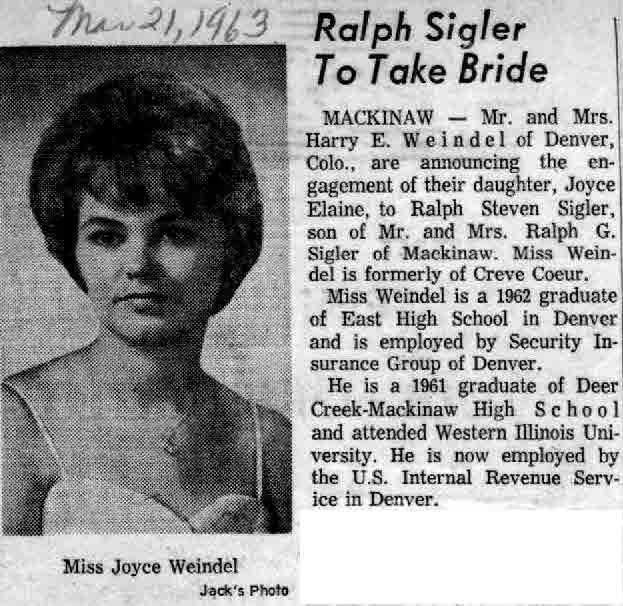 Mar 21, 1963
Ralph Sigler
To Take Bride
MACKINAW — Mr. and Mrs.
Harry E. Weindel of Denver,
Colo., are announcing the en-
gagement of their daughter, Joyce
Elaine, to Ralph Steven Sigler,
son of Mr. and Mrs. Ralph G.
Sigler of Mackinaw. Miss Wein-
del is formerly of Creve Coeur.
Miss Weindel is a 1962 graduate
of East High School in Denver
and is employed by Security In-
surance Group of Denver.
He is a 1961 graduate of Deer
Creek-Mackinaw High School
and attended Western Illinois Uni-
versity. He is now employed by
the U.S. Internal Revenue Serv-
ice in Denver.
Miss Joyce Weindel
Jack's Photo